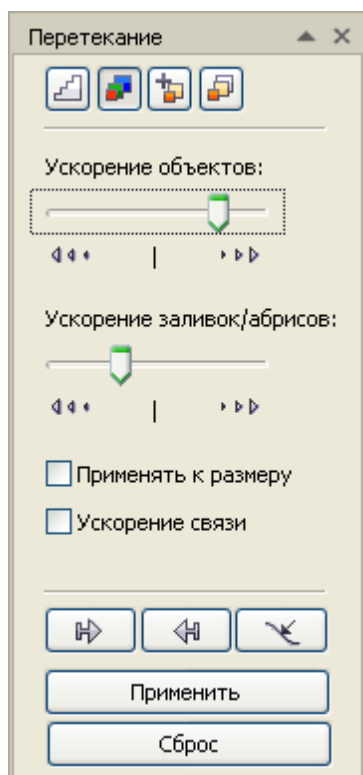 Перетекание
Ускорение объектов:
Ускорение заливок/абрисов:
Применять к размеру
Ускорение связи
Применить
Сброс